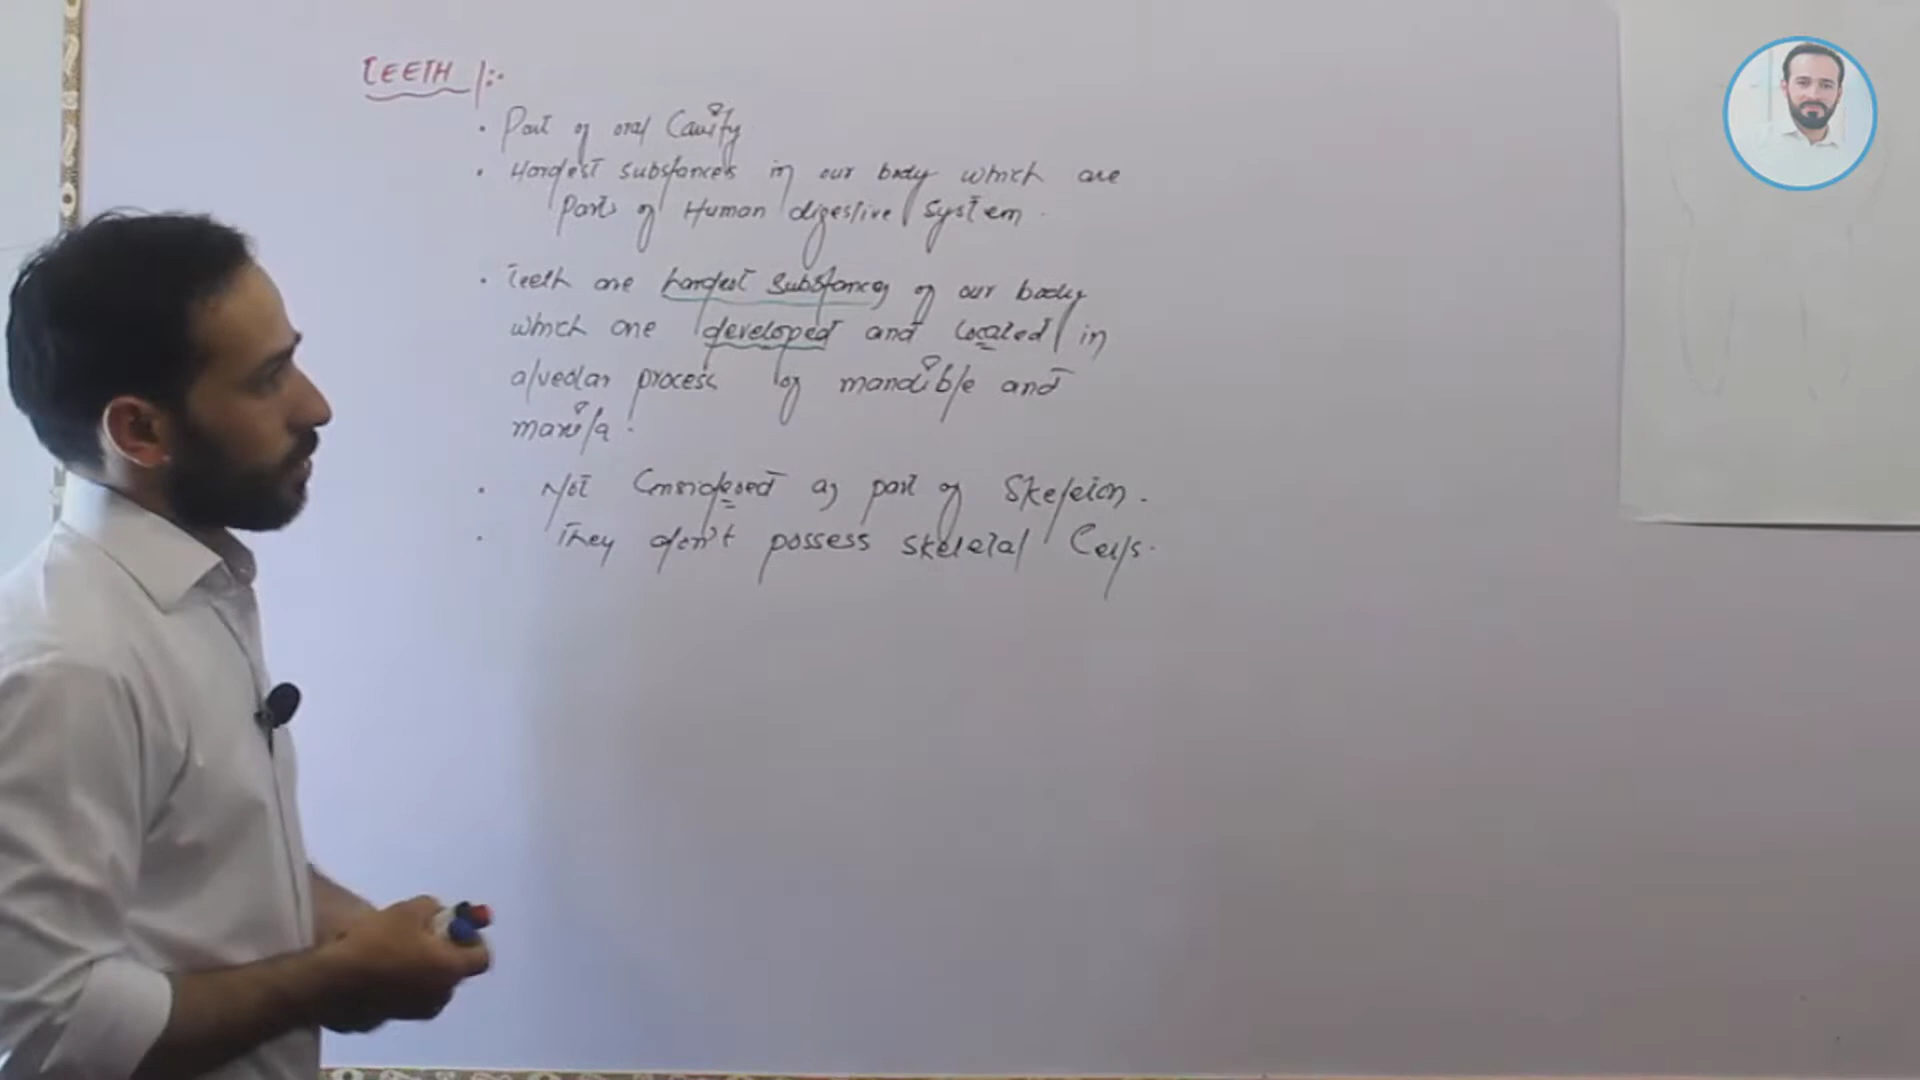 TEETH :-
• Part of oral Cavity
• Hardest substances in our body which are
Parts of Human digestive system.
• Teeth are hardest substances of our body
which are developed and located in
alveolar process of mandible and
maxila.
• Not Considered as part of Skeleton.
• They don't possess skeletal Cells.